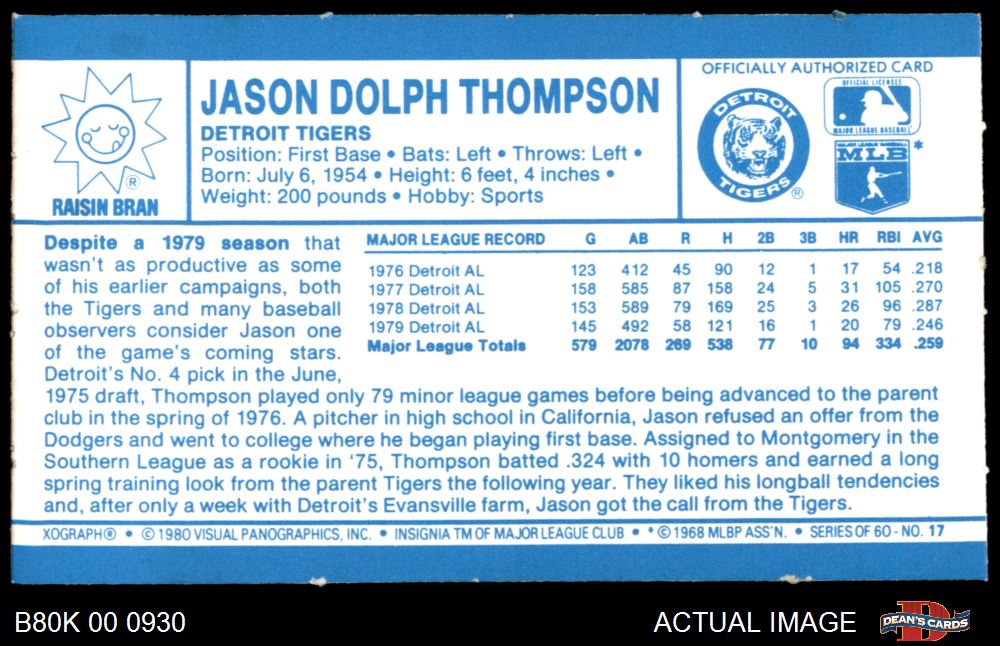 RAISIN BRAN
®
JASON DOLPH THOMPSON
DETROIT TIGERS
Position: First Base • Bats: Left • Throws: Left •
Born: July 6, 1954 • Height: 6 feet, 4 inches •
Weight: 200 pounds • Hobby: Sports
OFFICIALLY AUTHORIZED CARD
DETROIT
TIGERS
®
OFFICIAL LICENSEE
MAJOR LEAGUE BASEBALL
MAJOR LEAGUE BASEBALL
MLB
*
Despite a 1979 season that
wasn't as productive as some
of his earlier campaigns, both
the Tigers and many baseball
observers consider Jason one
of the game's coming stars.
Detroit's No. 4 pick in the June,
1975 draft, Thompson played only 79 minor league games before being advanced to the parent
club in the spring of 1976. A pitcher in high school in California, Jason refused an offer from the
Dodgers and went to college where he began playing first base. Assigned to Montgomery in the
Southern League as a rookie in '75, Thompson batted .324 with 10 homers and earned a long
spring training look from the parent Tigers the following year. They liked his longball tendencies
and, after only a week with Detroit's Evansville farm, Jason got the call from the Tigers.
MAJOR LEAGUE RECORD G AB R H 2B 3B HR RBI AVG
1976 Detroit AL 123 412 45 90 12 1 17 54 .218
1977 Detroit AL 158 585 87 158 24 5 31 105 .270
1978 Detroit AL 153 589 79 169 25 3 26 96 .287
1979 Detroit AL 145 492 58 121 16 1 20 79 .246
Major League Totals 579 2078 269 538 77 10 94 334 .259
XOGRAPH® • © 1980 VISUAL PANOGRAPHICS, INC. • INSIGNIA TM OF MAJOR LEAGUE CLUB • * © 1968 MLBP ASS'N. • SERIES OF 60 - NO. 17
B80K 00 0930
ACTUAL IMAGE
D
DEAN'S CARDS